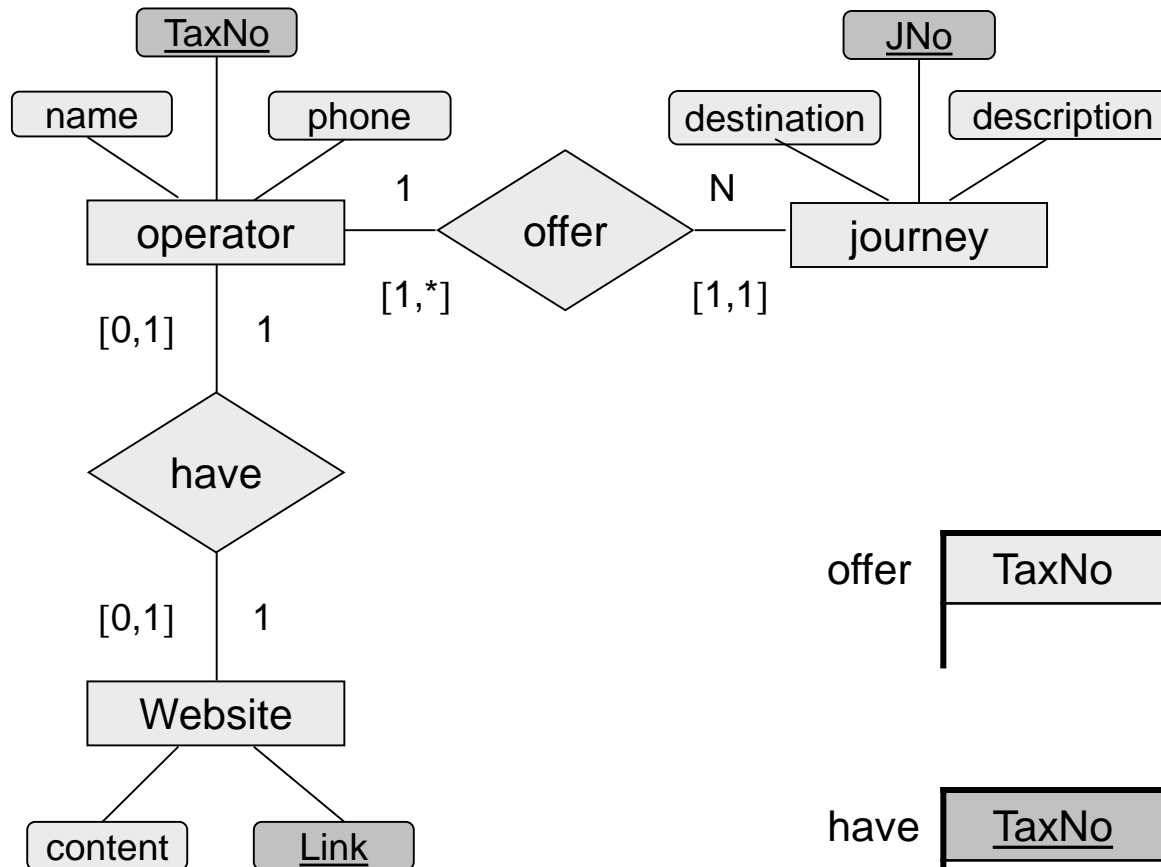 TaxNo
JNo
name
phone
destination
description
1
N
operator
offer
journey
[1,*]
[1,1]
[0,1]
1
have
offer
TaxNo
[0,1]
1
Website
have
TaxNo
content
Link